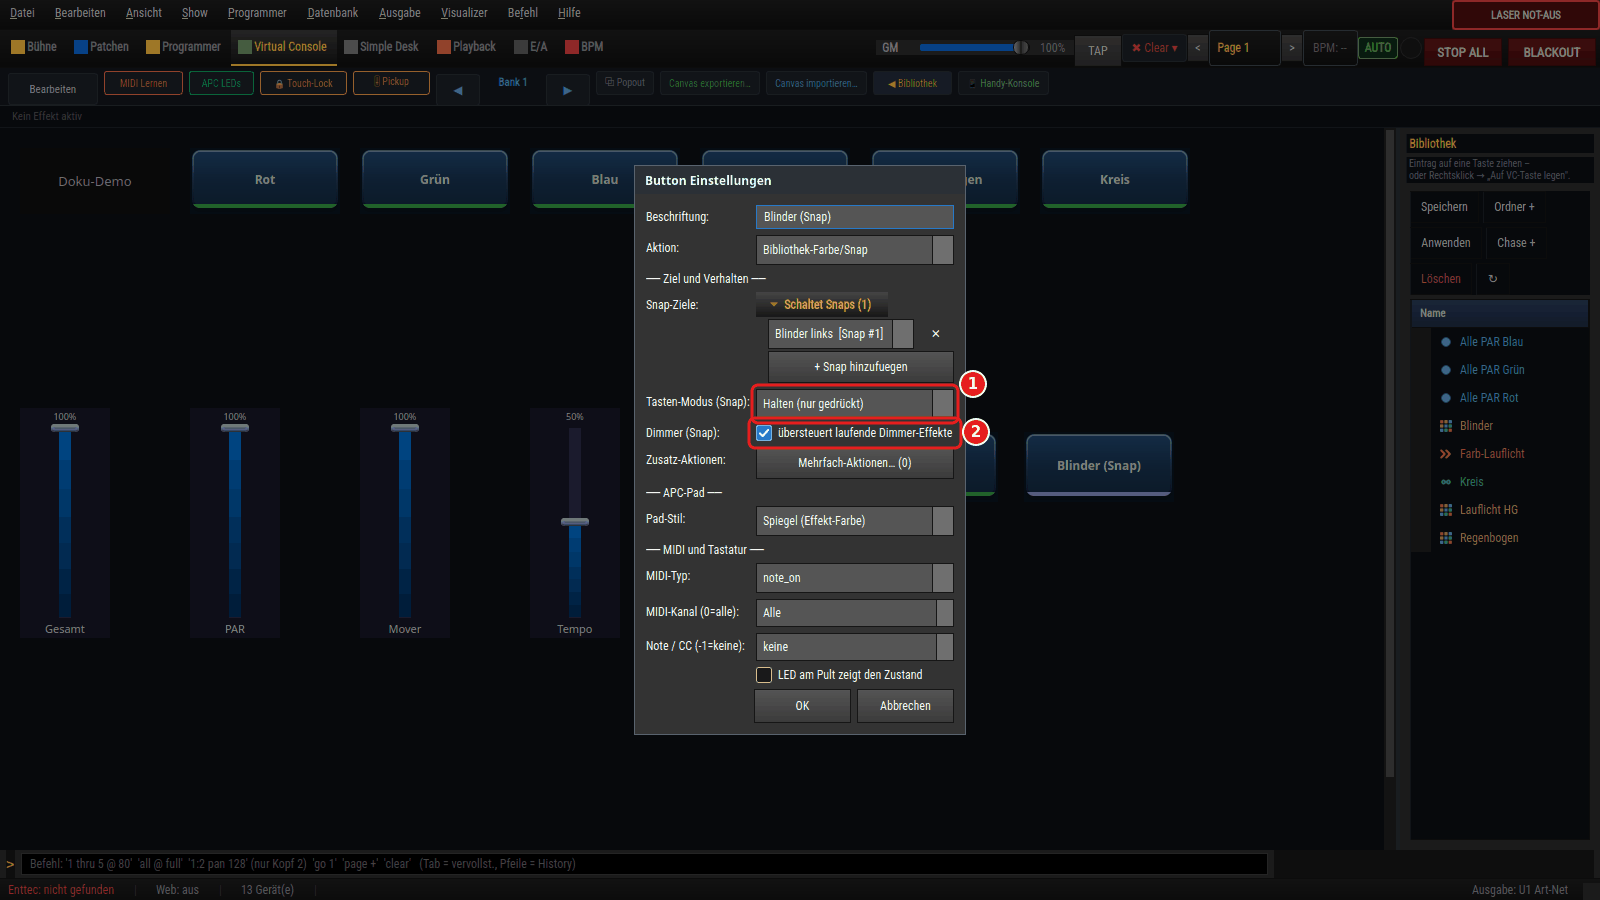 Datei Bearbeiten Ansicht Show Programmer Datenbank Ausgabe Visualizer Befehl Hilfe
LASER NOT-AUS
Bühne Patchen Programmer Virtual Console Simple Desk Playback E/A BPM
GM 100% TAP ✖ Clear ▾ < Page 1 > BPM: -- AUTO STOP ALL BLACKOUT
Bearbeiten MIDI Lernen APC LEDs Touch-Lock Pickup ◀ Bank 1 ▶ Popout Canvas exportieren... Canvas importieren... ◀ Bibliothek Handy-Konsole
Kein Effekt aktiv
Doku-Demo
Rot
Grün
Blau
en
Kreis
Bibliothek
Eintrag auf eine Taste ziehen –
oder Rechtsklick → „Auf VC-Taste legen".
Speichern Ordner +
Anwenden Chase +
Löschen ↻
Name
Alle PAR Blau
Alle PAR Grün
Alle PAR Rot
Blinder
Farb-Lauflicht
Kreis
Lauflicht HG
Regenbogen
Button Einstellungen
Beschriftung: Blinder (Snap)
Aktion: Bibliothek-Farbe/Snap
── Ziel und Verhalten ──
Snap-Ziele: Schaltet Snaps (1)
Blinder links [Snap #1] ✕
+ Snap hinzufuegen
1
Tasten-Modus (Snap): Halten (nur gedrückt)
Dimmer (Snap): übersteuert laufende Dimmer-Effekte
2
Zusatz-Aktionen: Mehrfach-Aktionen... (0)
── APC-Pad ──
Pad-Stil: Spiegel (Effekt-Farbe)
── MIDI und Tastatur ──
MIDI-Typ: note_on
MIDI-Kanal (0=alle): Alle
Note / CC (-1=keine): keine
LED am Pult zeigt den Zustand
OK Abbrechen
Blinder (Snap)
100% 100% 100% 50%
Gesamt PAR Mover Tempo
> Befehl: '1 thru 5 @ 80' 'all @ full' '1:2 pan 128' (nur Kopf 2) 'go 1' 'page +' 'clear' (Tab = vervollst., Pfeile = History)
Enttec: nicht gefunden Web: aus 13 Gerät(e) Ausgabe: U1 Art-Net